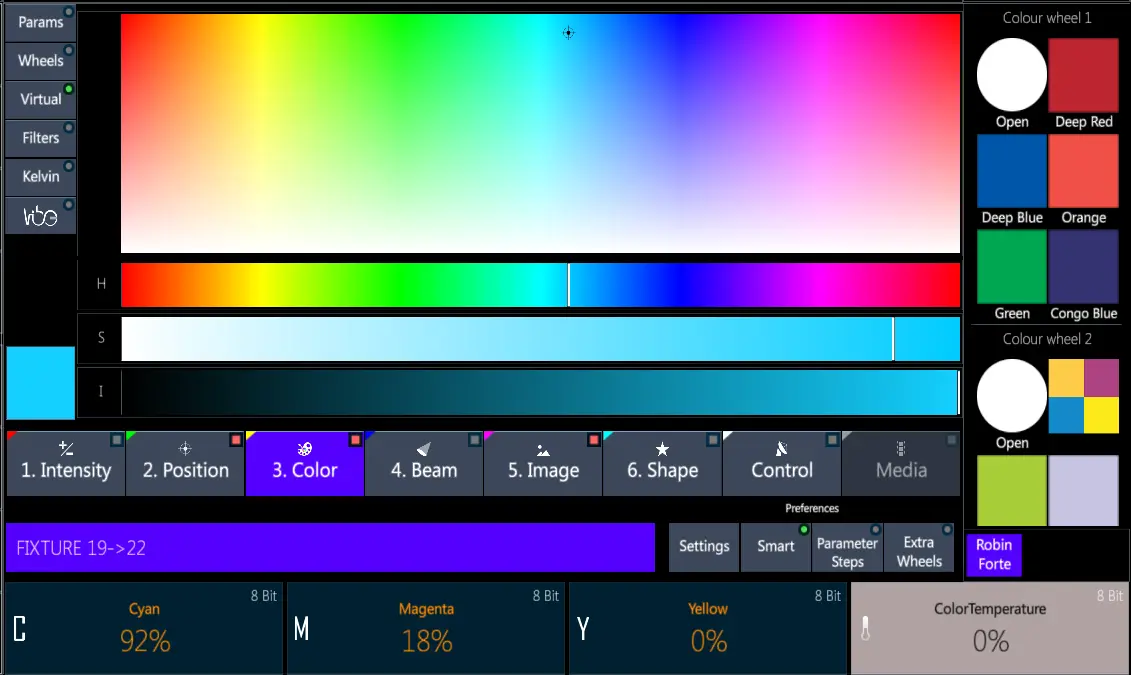 Params
Wheels
Virtual
Filters
Kelvin
H
S
I
Colour wheel 1
Open
Deep Red
Deep Blue
Orange
Green
Congo Blue
Colour wheel 2
Open
1. Intensity
2. Position
3. Color
4. Beam
5. Image
6. Shape
Control
Media
Preferences
FIXTURE 19->22
Settings
Smart
Parameter
Steps
Extra
Wheels
Robin
Forte
C
Cyan
8 Bit
92%
M
Magenta
8 Bit
18%
Y
Yellow
8 Bit
0%
ColorTemperature
8 Bit
0%